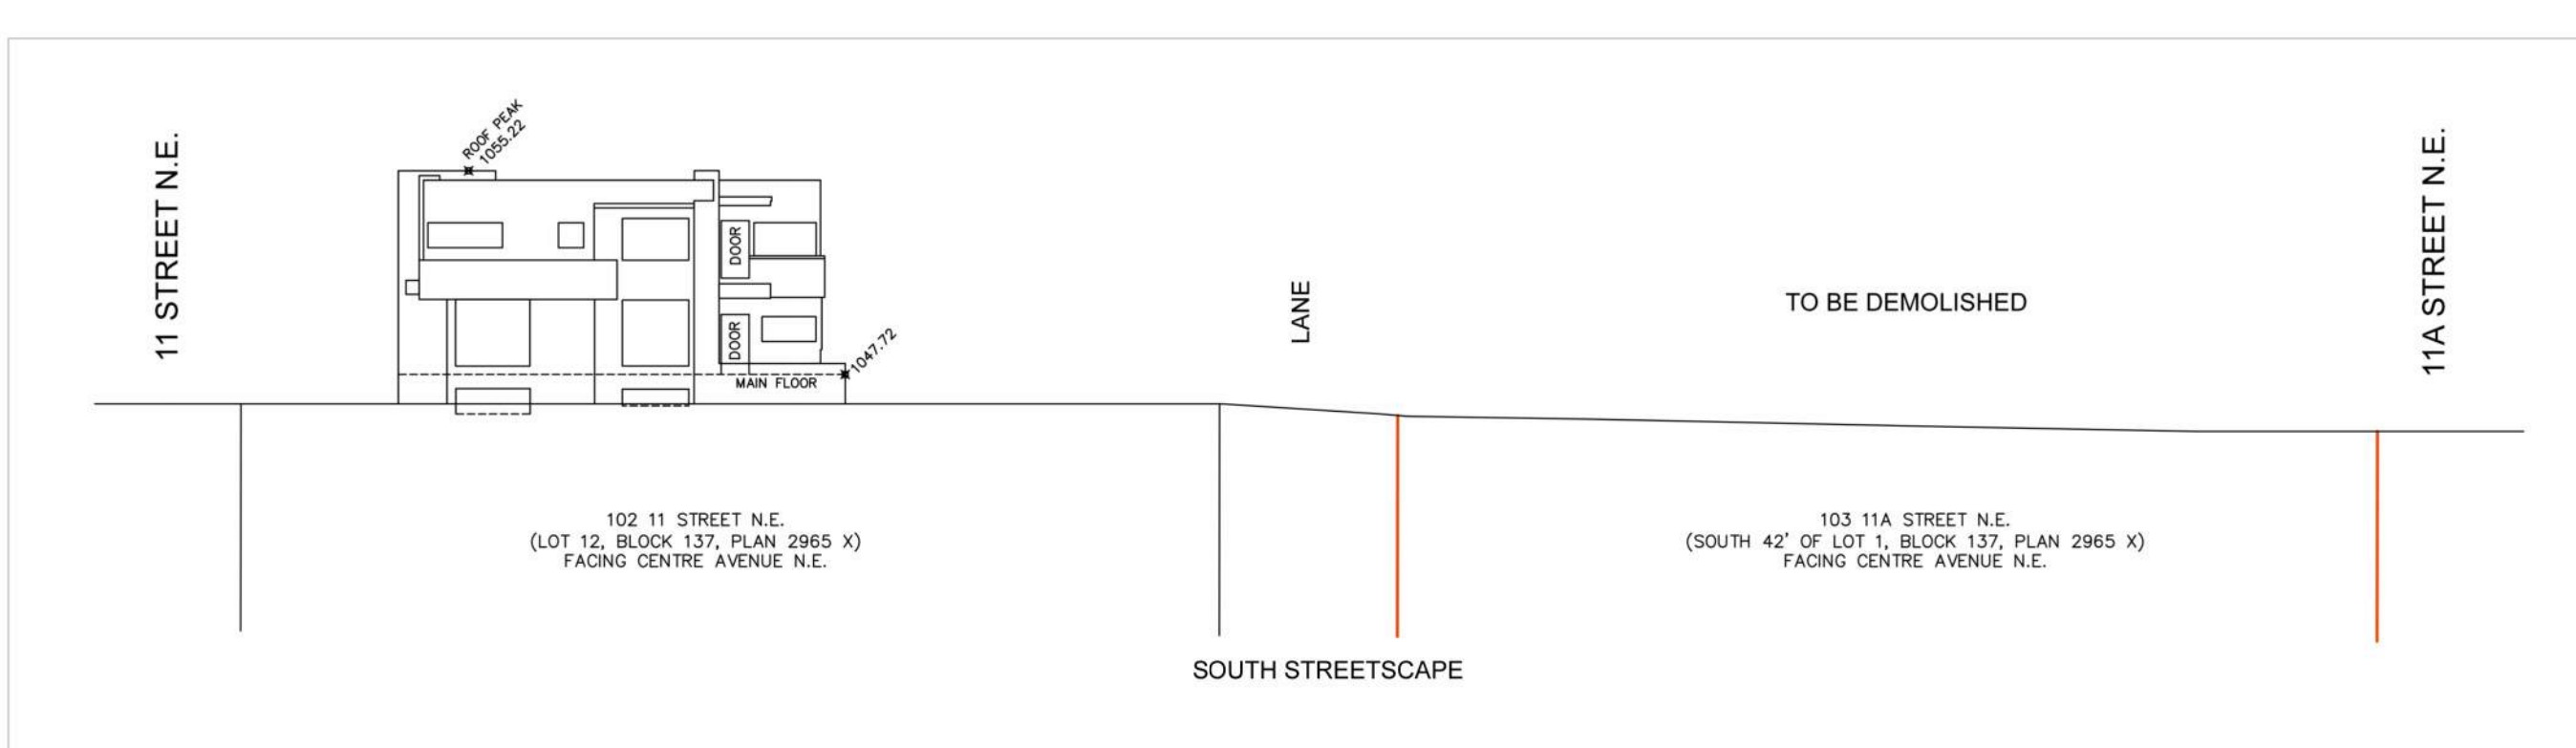 11 STREET N.E.
ROOF PEAK
1055.22
DOOR
DOOR
MAIN FLOOR
1047.72
LANE
TO BE DEMOLISHED
11A STREET N.E.
102 11 STREET N.E.
(LOT 12, BLOCK 137, PLAN 2965 X)
FACING CENTRE AVENUE N.E.
103 11A STREET N.E.
(SOUTH 42' OF LOT 1, BLOCK 137, PLAN 2965 X)
FACING CENTRE AVENUE N.E.
SOUTH STREETSCAPE